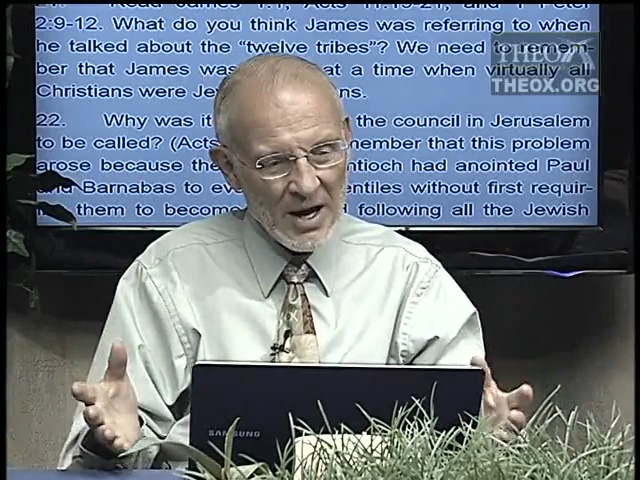 Read James 1:1, Acts 11:19-21, and 1 Peter
2:9-12. What do you think James was referring to when
he talked about the “twelve tribes”? We need to remem-
ber that James was at a time when virtually all
Christians were
THEOX
THEOX.ORG
22. Why was it the council in Jerusalem
to be called? (Acts member that this problem
arose because the had anointed Paul
and Barnabas to without first requir-
ing them to become following all the Jewish
SAMSUNG